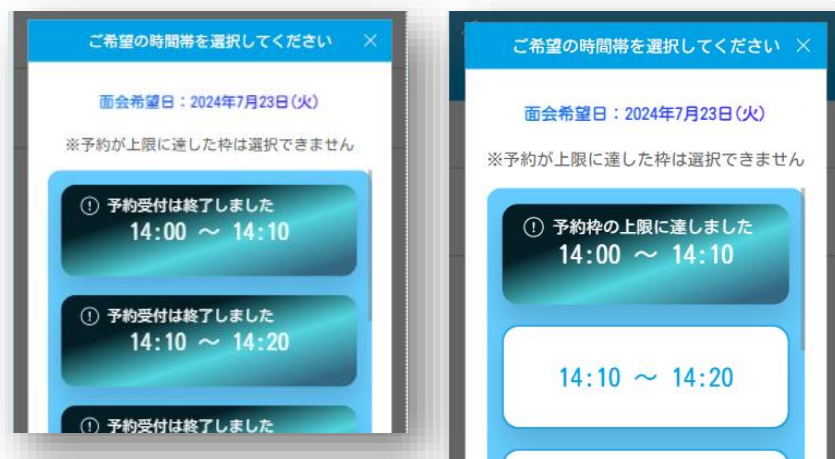 ご希望の時間帯を選択してください ×
面会希望日：2024年7月23日(火)
※予約が上限に達した枠は選択できません
! 予約受付は終了しました
14:00 ～ 14:10
! 予約受付は終了しました
14:10 ～ 14:20
! 予約受付は終了しました
ご希望の時間帯を選択してください ×
面会希望日：2024年7月23日(火)
※予約が上限に達した枠は選択できません
! 予約枠の上限に達しました
14:00 ～ 14:10
14:10 ～ 14:20